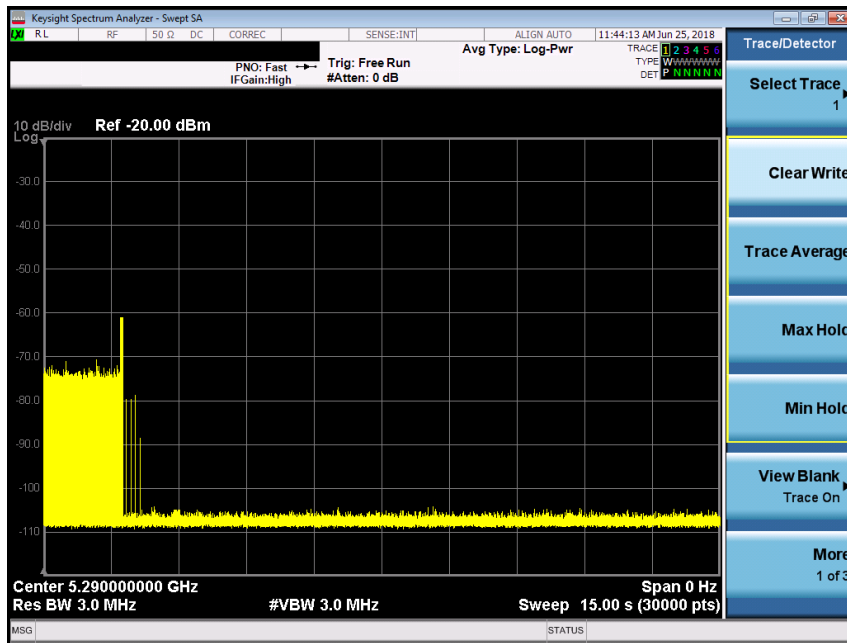 Keysight Spectrum Analyzer - Swept SA
LXI RL RF 50 Ω DC CORREC SENSE:INT ALIGN AUTO 11:44:13 AM Jun 25, 2018
Avg Type: Log-Pwr
TRACE 1 2 3 4 5 6
TYPE WWWWWWW
DET P N N N N N
PNO: Fast
IFGain:High
Trig: Free Run
#Atten: 0 dB
10 dB/div Ref -20.00 dBm
Log
-30.0
-40.0
-50.0
-60.0
-70.0
-80.0
-90.0
-100
-110
Center 5.290000000 GHz Span 0 Hz
Res BW 3.0 MHz #VBW 3.0 MHz Sweep 15.00 s (30000 pts)
MSG STATUS
Trace/Detector
Select Trace
1
Clear Write
Trace Average
Max Hold
Min Hold
View Blank
Trace On
More
1 of 3